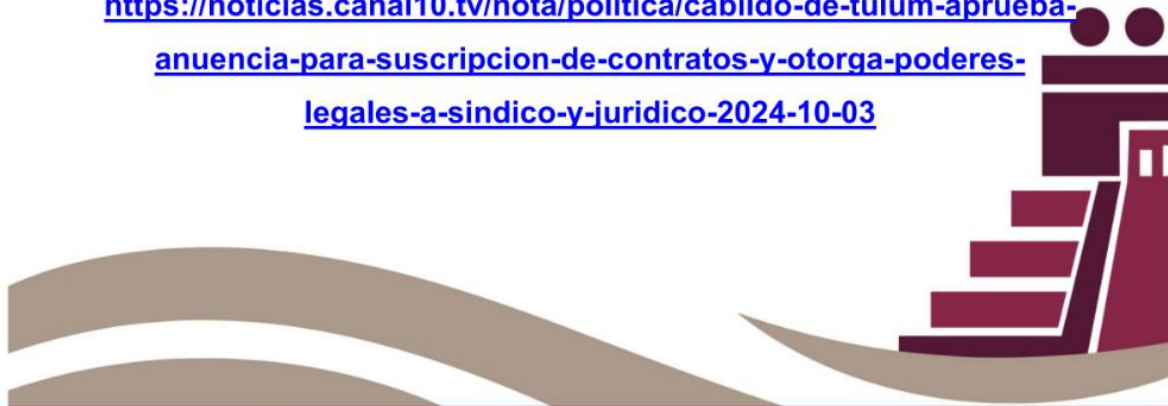 https://noticias.canal10.tv/nota/politica/cabildo-de-tulum-aprueba-
anuencia-para-suscripcion-de-contratos-y-otorga-poderes-
legales-a-sindico-y-juridico-2024-10-03